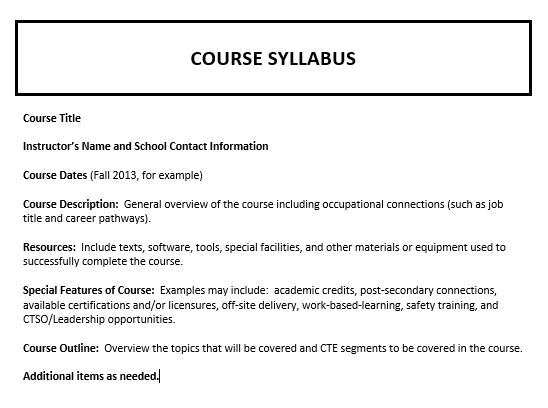 COURSE SYLLABUS
Course Title
Instructor's Name and School Contact Information
Course Dates (Fall 2013, for example)
Course Description:  General overview of the course including occupational connections (such as job
title and career pathways).
Resources:  Include texts, software, tools, special facilities, and other materials or equipment used to
successfully complete the course.
Special Features of Course:  Examples may include:  academic credits, post-secondary connections,
available certifications and/or licensures, off-site delivery, work-based-learning, safety training, and
CTSO/Leadership opportunities.
Course Outline:  Overview the topics that will be covered and CTE segments to be covered in the course.
Additional items as needed.